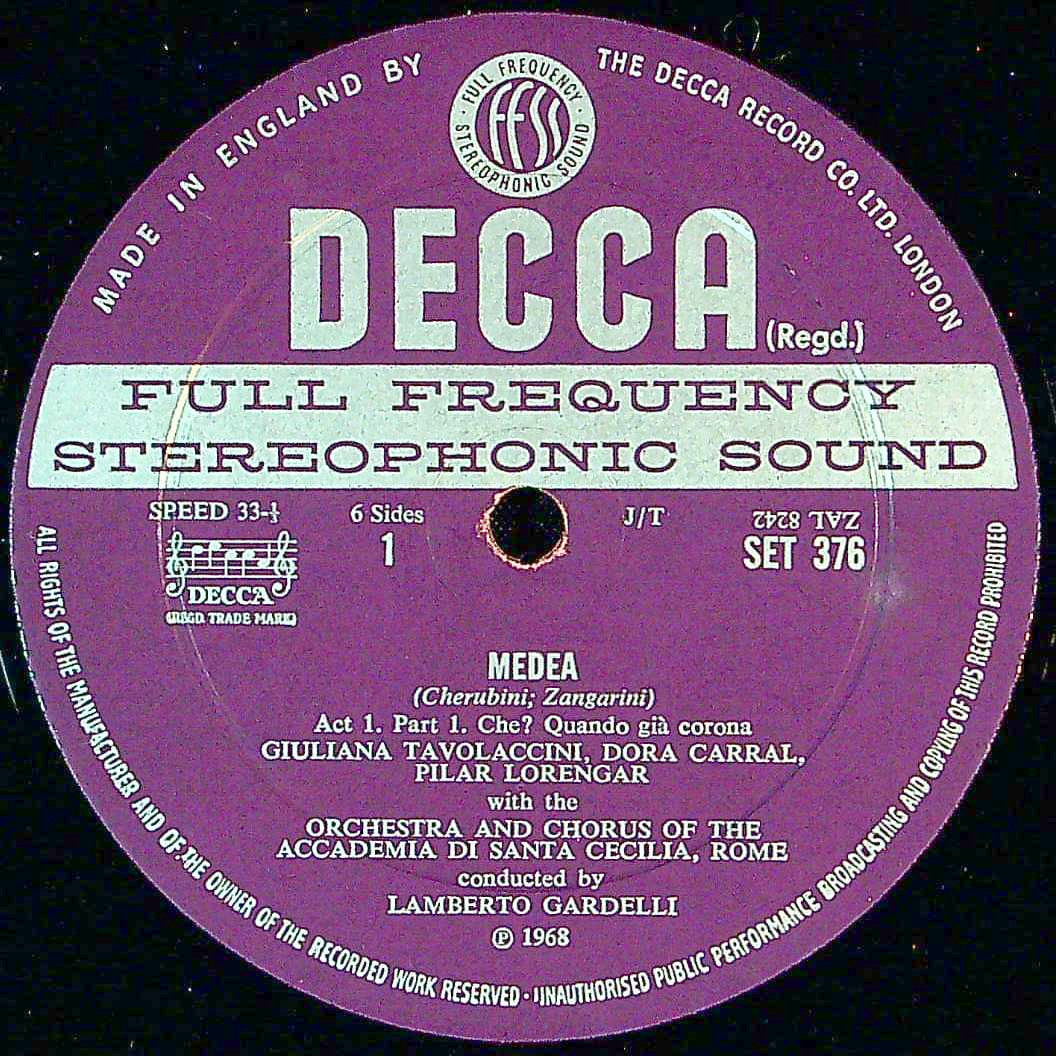 MADE IN ENGLAND BY
THE DECCA RECORD CO. LTD. LONDON
FULL FREQUENCY
FFSS
STEREOPHONIC SOUND
DECCA
(Regd.)
FULL FREQUENCY
STEREOPHONIC SOUND
SPEED 33-⅓
6 Sides
1
J/T
ZAL 8242
SET 376
DECCA
(REGD. TRADE MARK)
MEDEA
(Cherubini; Zangarini)
Act 1. Part 1. Che? Quando già corona
GIULIANA TAVOLACCINI, DORA CARRAL,
PILAR LORENGAR
with the
ORCHESTRA AND CHORUS OF THE
ACCADEMIA DI SANTA CECILIA, ROME
conducted by
LAMBERTO GARDELLI
℗ 1968
ALL RIGHTS OF THE MANUFACTURER AND OF THE OWNER OF THE RECORDED WORK RESERVED · UNAUTHORISED PUBLIC PERFORMANCE BROADCASTING AND COPYING OF THIS RECORD PROHIBITED